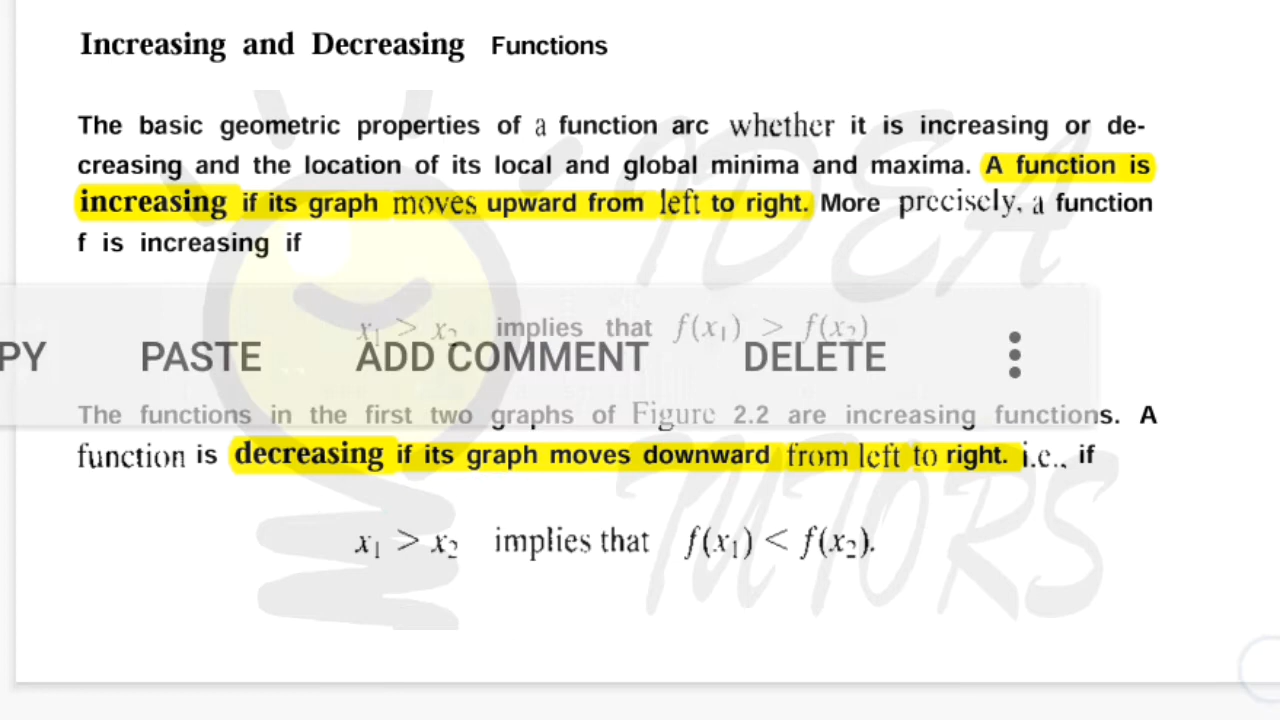 Increasing and Decreasing Functions
The basic geometric properties of a function arc whether it is increasing or de-
creasing and the location of its local and global minima and maxima. A function is
increasing if its graph moves upward from left to right. More precisely, a function
f is increasing if
x₁ > x₂ implies that f(x₁) > f(x₂)
PY PASTE ADD COMMENT DELETE
The functions in the first two graphs of Figure 2.2 are increasing functions. A
function is decreasing if its graph moves downward from left to right. i.e., if
x₁ > x₂ implies that f(x₁) < f(x₂).
IDEA
TUTORS